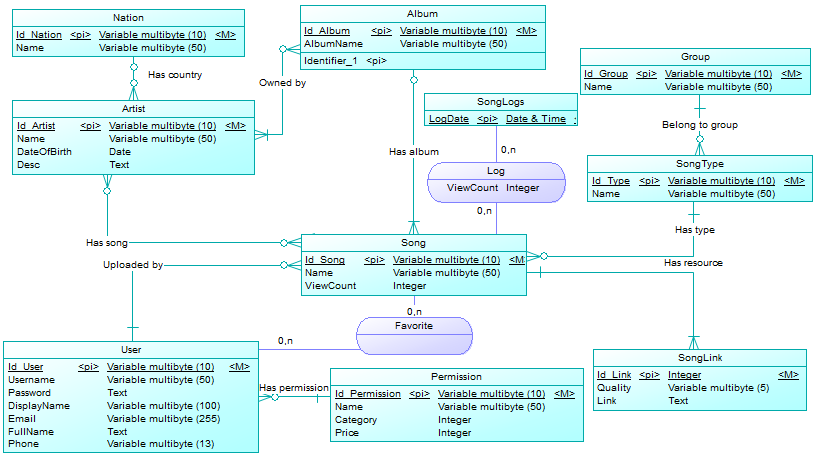 Nation
Id_Nation <pi> Variable multibyte (10) <M>
Name Variable multibyte (50)
Has country
Album
Id_Album <pi> Variable multibyte (10) <M>
AlbumName Variable multibyte (50)
Identifier_1 <pi>
Owned by
Group
Id_Group <pi> Variable multibyte (10) <M>
Name Variable multibyte (50)
Artist
Id_Artist <pi> Variable multibyte (10) <M>
Name Variable multibyte (50)
DateOfBirth Date
Desc Text
SongLogs
LogDate <pi> Date & Time
Belong to group
Has album
0,n
Log
ViewCount Integer
0,n
SongType
Id_Type <pi> Variable multibyte (10) <M>
Name Variable multibyte (50)
Has type
Has song
Song
Id_Song <pi> Variable multibyte (10) <M
Name Variable multibyte (50)
ViewCount Integer
Uploaded by
Has resource
0,n
Favorite
0,n
User
Id_User <pi> Variable multibyte (10) <M>
Username Variable multibyte (50)
Password Text
DisplayName Variable multibyte (100)
Email Variable multibyte (255)
FullName Text
Phone Variable multibyte (13)
Has permission
Permission
Id_Permission <pi> Variable multibyte (10) <M>
Name Variable multibyte (50)
Category Integer
Price Integer
SongLink
Id_Link <pi> Integer <M>
Quality Variable multibyte (5)
Link Text